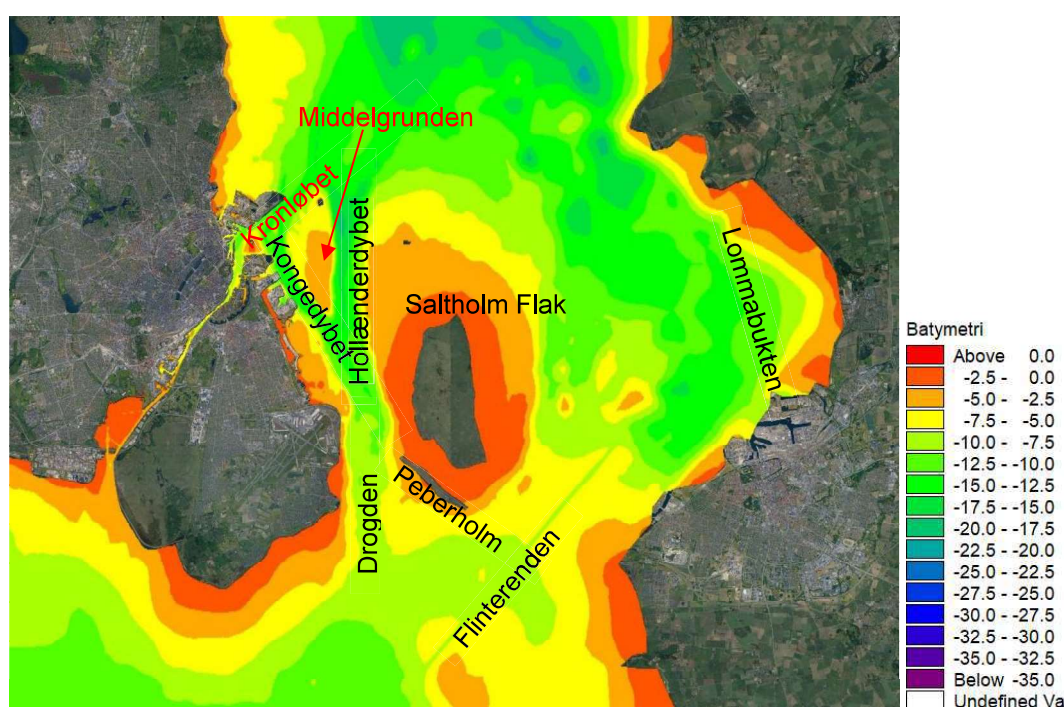 Middelgrunden
Kronløbet
Kongedybet
Hollænderdybet
Saltholm Flak
Lommabukten
Drogden
Peberholm
Flinterenden
Batymetri
Above 0.0
-2.5 - 0.0
-5.0 - -2.5
-7.5 - -5.0
-10.0 - -7.5
-12.5 - -10.0
-15.0 - -12.5
-17.5 - -15.0
-20.0 - -17.5
-22.5 - -20.0
-25.0 - -22.5
-27.5 - -25.0
-30.0 - -27.5
-32.5 - -30.0
-35.0 - -32.5
Below -35.0
Undefined Va